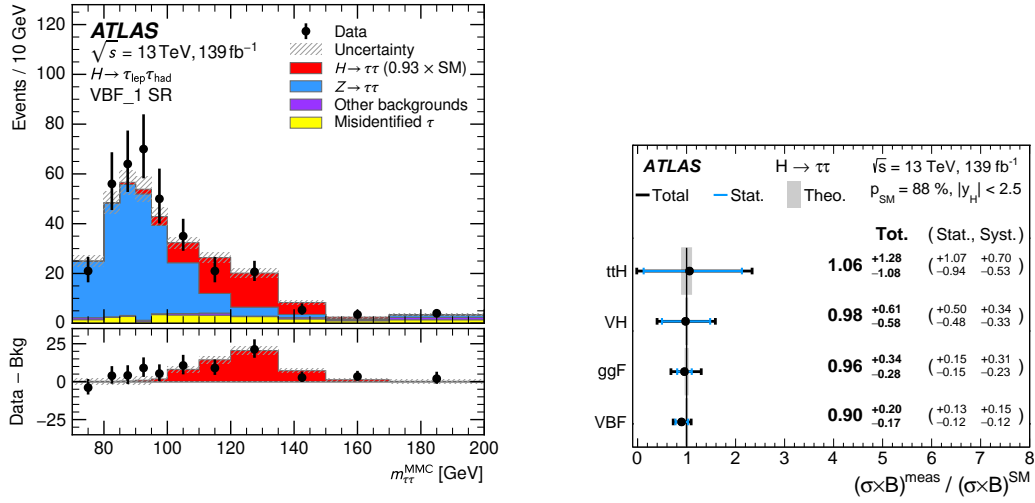 ATLAS
√s = 13 TeV, 139 fb⁻¹
H → τ_lep τ_had
VBF_1 SR
Data
Uncertainty
H → ττ (0.93 × SM)
Z → ττ
Other backgrounds
Misidentified τ
Events / 10 GeV
120
100
80
60
40
20
0
Data − Bkg
25
0
−25
80 100 120 140 160 180 200
m_ττ^MMC [GeV]
ATLAS H → ττ √s = 13 TeV, 139 fb⁻¹
p_SM = 88 %, |y_H| < 2.5
Total Stat. Theo.
Tot. ( Stat., Syst. )
ttH 1.06 +1.28 −1.08 ( +1.07 −0.94 +0.70 −0.53 )
VH 0.98 +0.61 −0.58 ( +0.50 −0.48 +0.34 −0.33 )
ggF 0.96 +0.34 −0.28 ( +0.15 −0.15 +0.31 −0.23 )
VBF 0.90 +0.20 −0.17 ( +0.13 −0.12 +0.15 −0.12 )
0 1 2 3 4 5 6 7 8
(σ×B)^meas / (σ×B)^SM